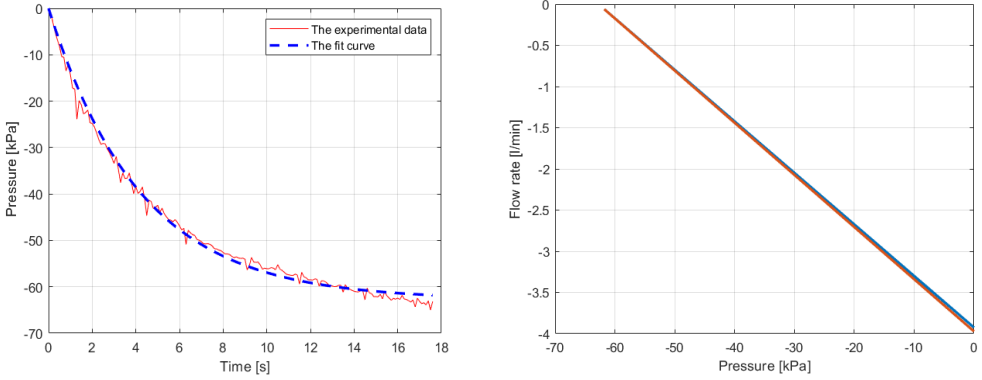 0
-10
-20
-30
-40
-50
-60
-70
Pressure [kPa]
The experimental data
The fit curve
0 2 4 6 8 10 12 14 16 18
Time [s]
0
-0.5
-1
-1.5
-2
-2.5
-3
-3.5
-4
Flow rate [l/min]
-70 -60 -50 -40 -30 -20 -10 0
Pressure [kPa]